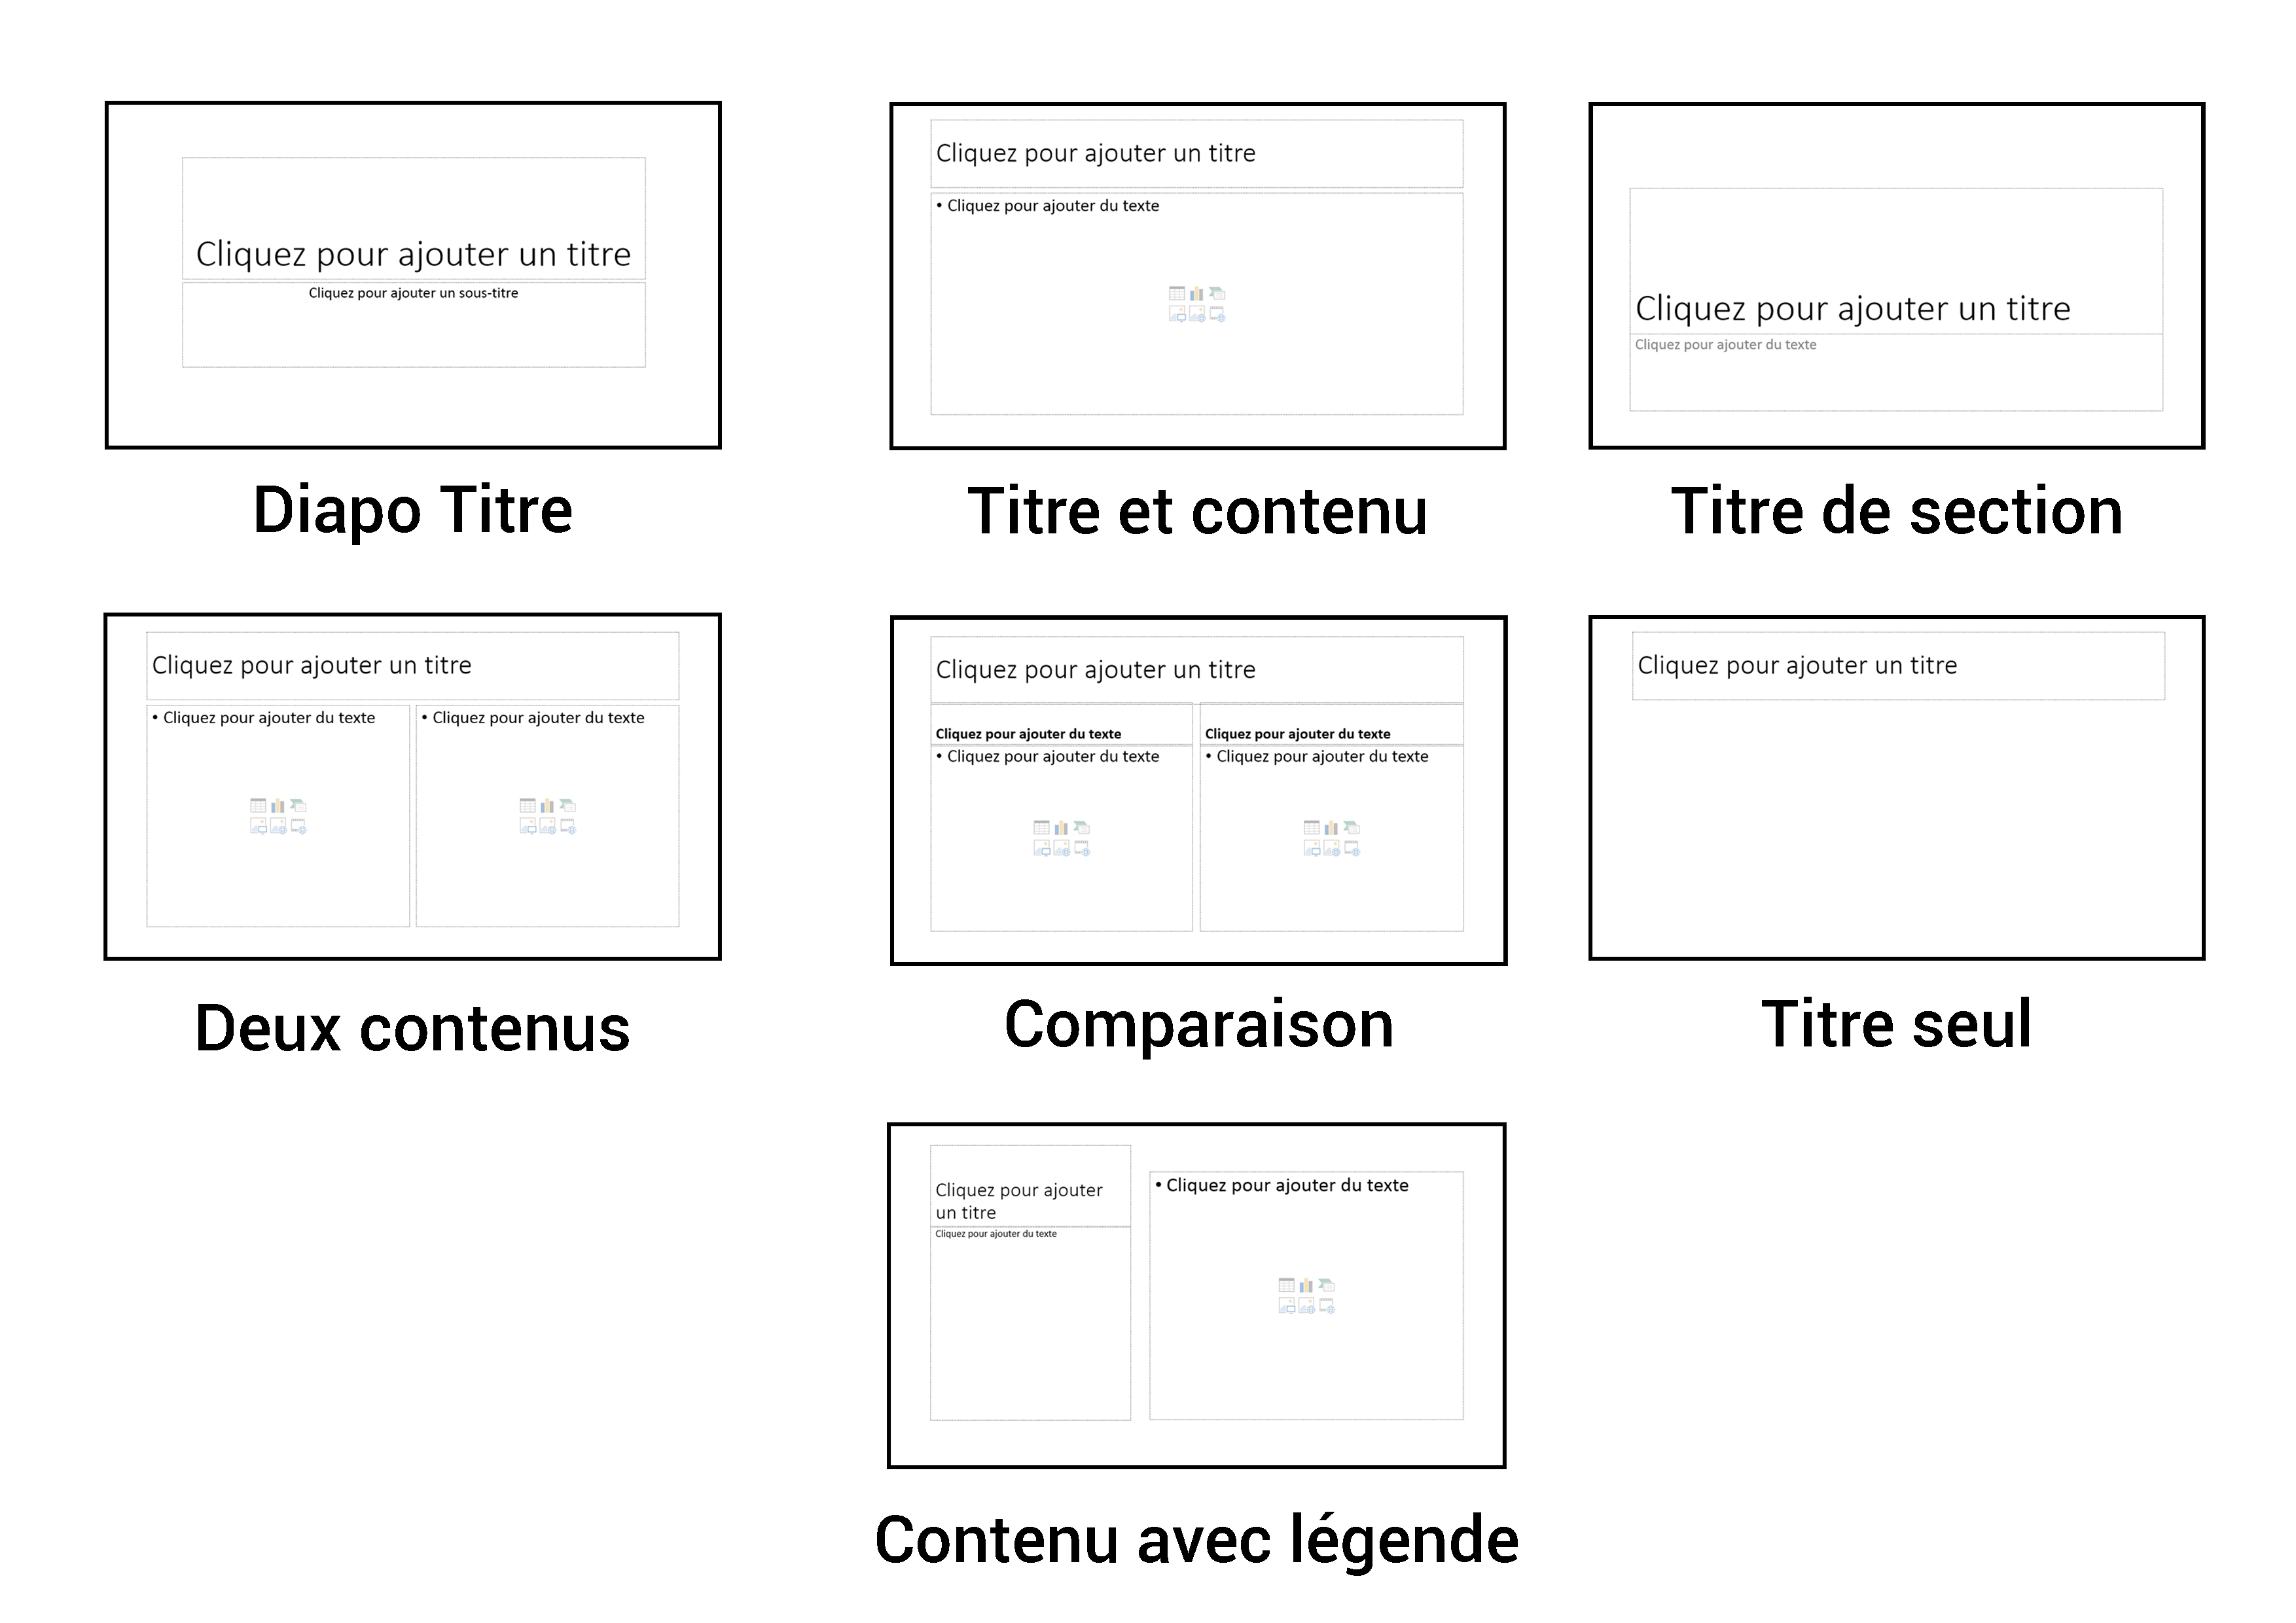 Cliquez pour ajouter un titre
Cliquez pour ajouter un sous-titre
Diapo Titre
Cliquez pour ajouter un titre
• Cliquez pour ajouter du texte
Titre et contenu
Cliquez pour ajouter un titre
Cliquez pour ajouter du texte
Titre de section
Cliquez pour ajouter un titre
• Cliquez pour ajouter du texte
• Cliquez pour ajouter du texte
Deux contenus
Cliquez pour ajouter un titre
Cliquez pour ajouter du texte
Cliquez pour ajouter du texte
• Cliquez pour ajouter du texte
• Cliquez pour ajouter du texte
Comparaison
Cliquez pour ajouter un titre
Titre seul
Cliquez pour ajouter
un titre
Cliquez pour ajouter du texte
• Cliquez pour ajouter du texte
Contenu avec légende